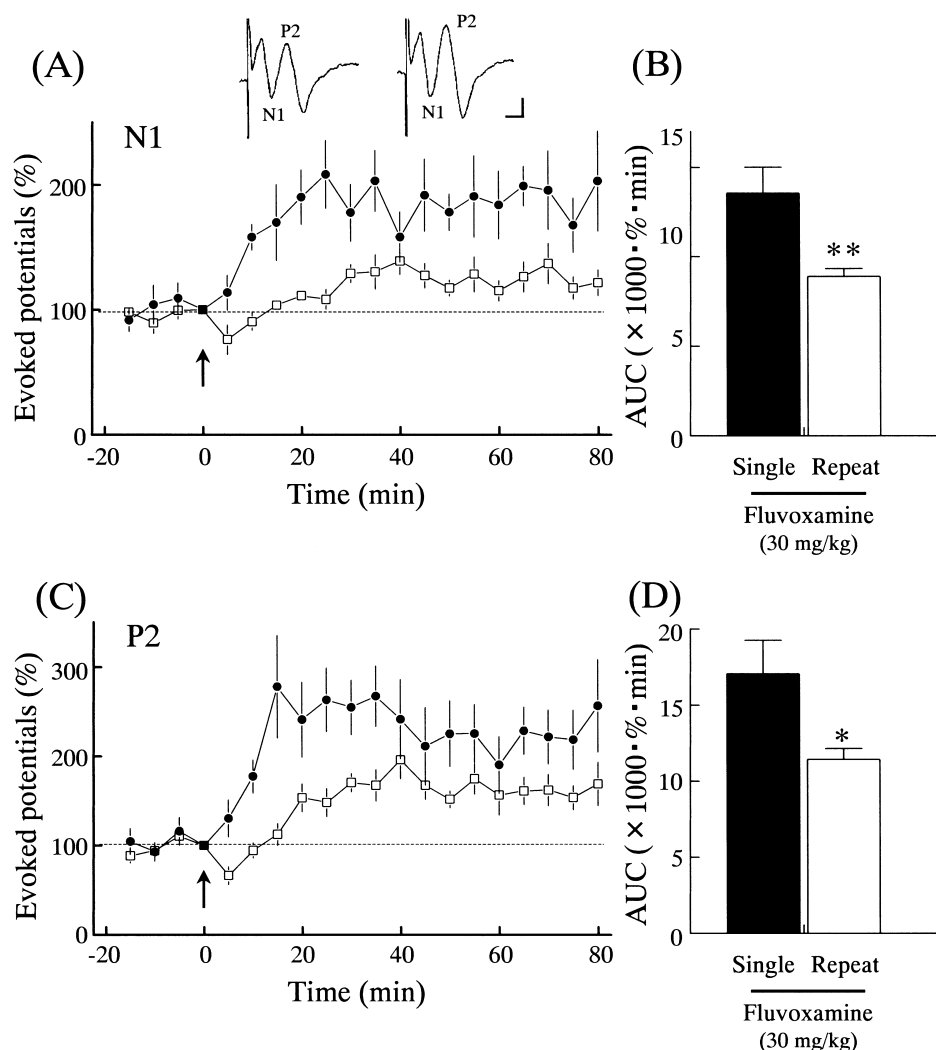 (A)
P2
N1
P2
N1
N1
Evoked potentials (%)
200
100
0
-20
0
20
40
60
80
Time (min)
(B)
AUC (×1000·%·min)
15
10
5
0
**
Single Repeat
Fluvoxamine
(30 mg/kg)
(C)
P2
Evoked potentials (%)
300
200
100
0
-20
0
20
40
60
80
Time (min)
(D)
AUC (×1000·%·min)
20
15
10
5
0
*
Single Repeat
Fluvoxamine
(30 mg/kg)